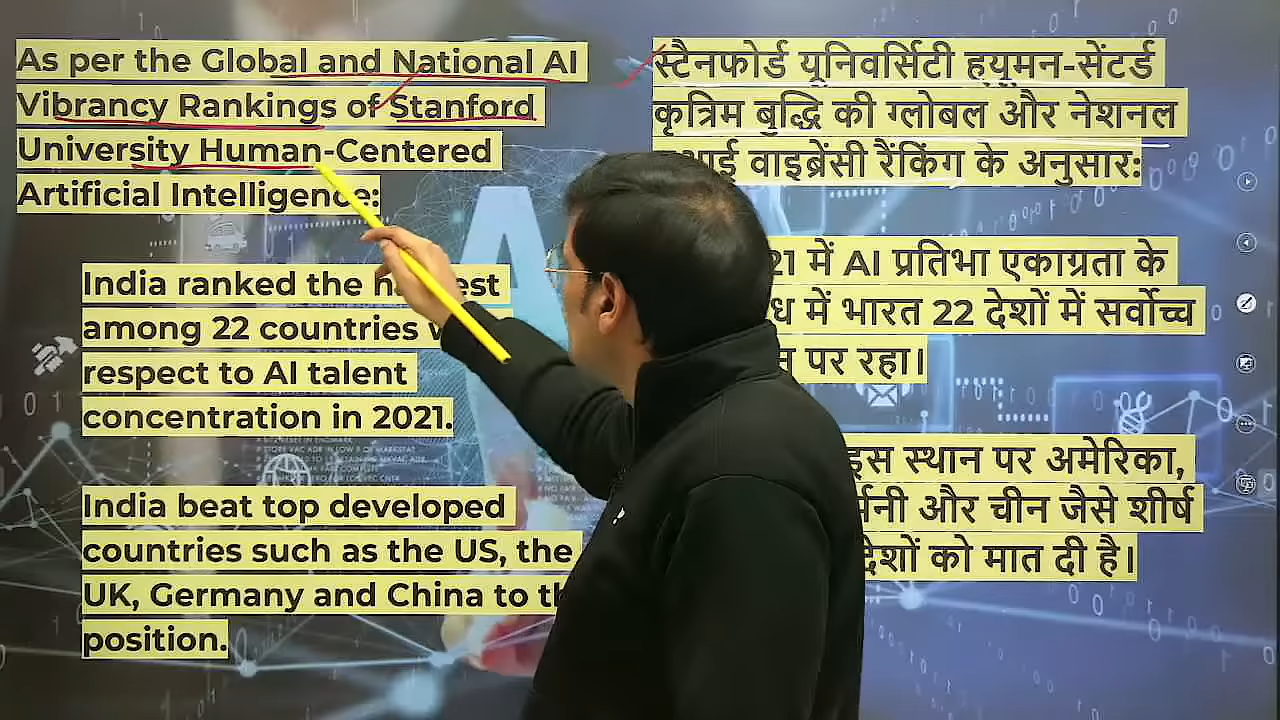 As per the Global and National AI
Vibrancy Rankings of Stanford
University Human-Centered
Artificial Intelligence:
India ranked the
among 22 countries
respect to AI talent
concentration in 2021.
India beat top developed
countries such as the US, the
UK, Germany and China to
position.
स्टैनफोर्ड यूनिवर्सिटी ह्यूमन-सेंटर्ड
कृत्रिम बुद्धि की ग्लोबल और नेशनल
वाइब्रेंसी रैंकिंग के अनुसार:
में AI प्रतिभा एकाग्रता के
में भारत 22 देशों में सर्वोच्च
पर रहा।
इस स्थान पर अमेरिका,
और चीन जैसे शीर्ष
देशों को मात दी है।